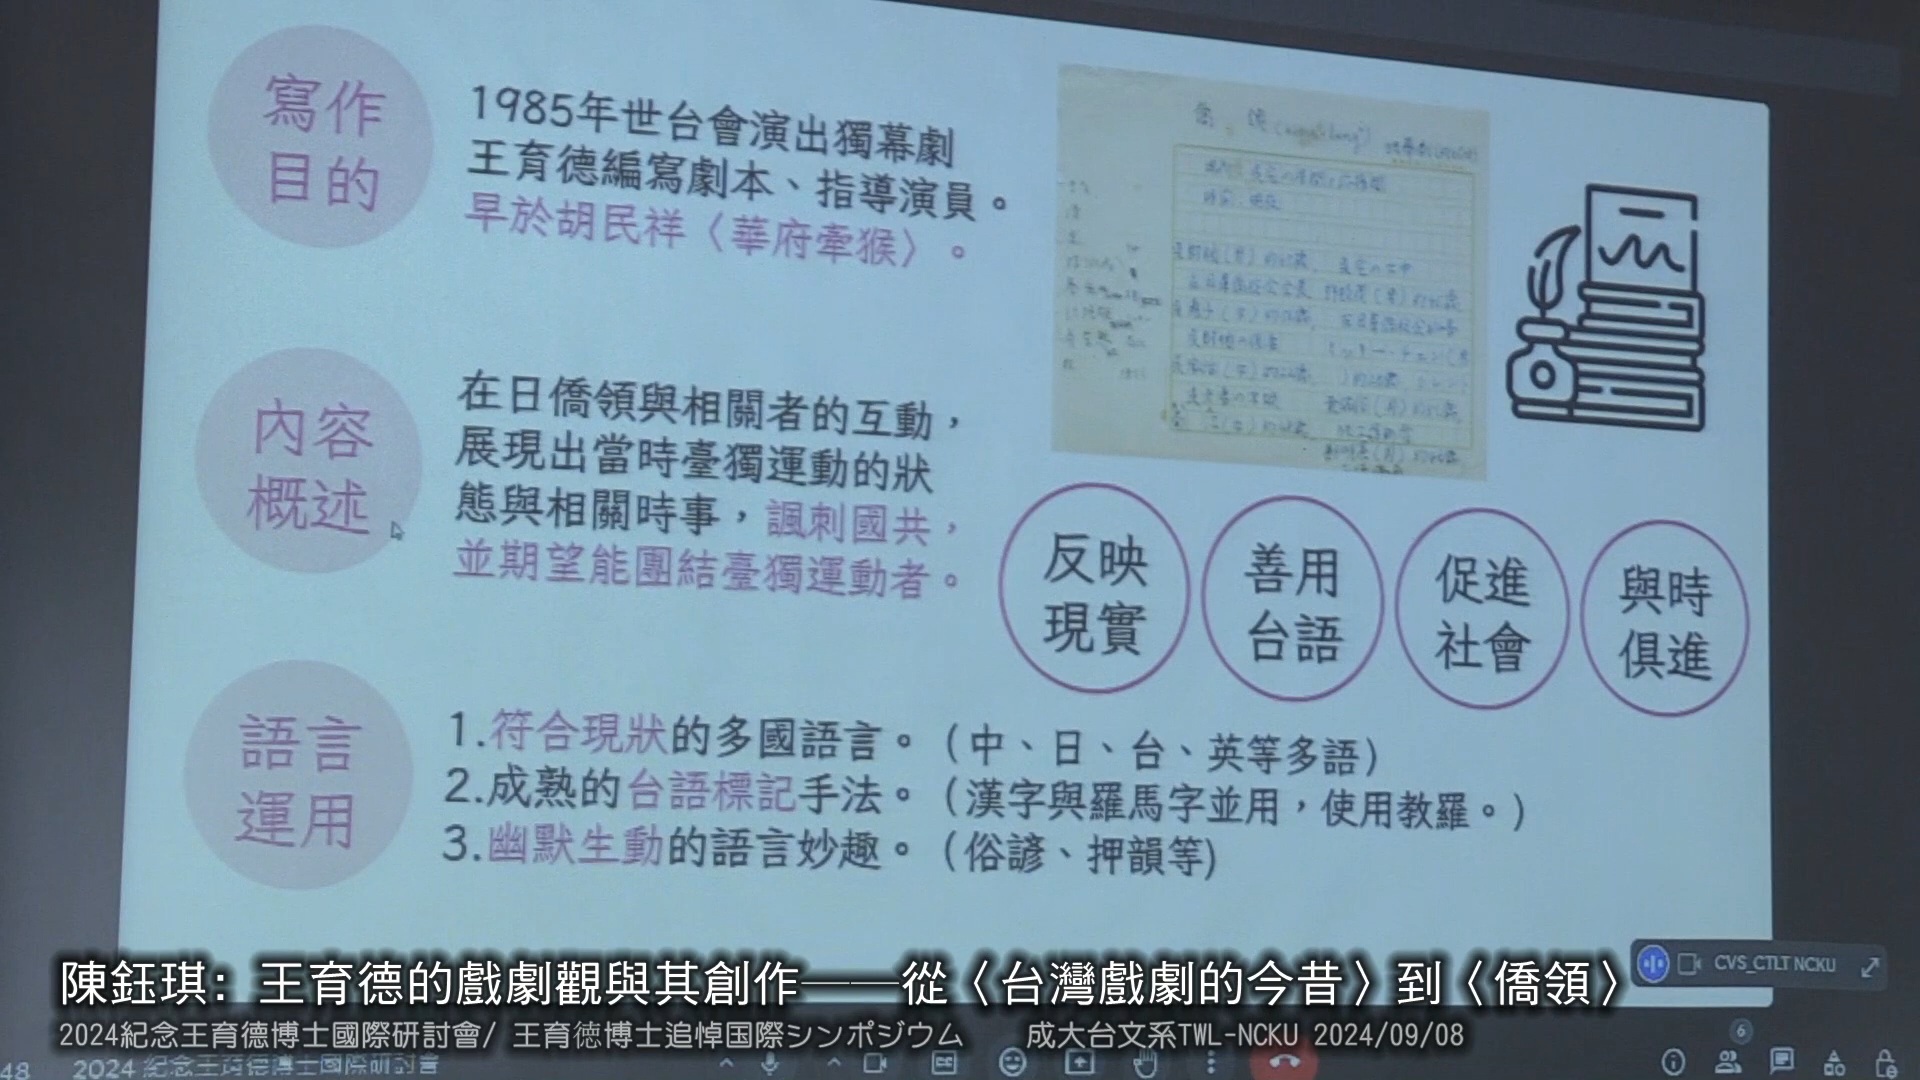 寫作
目的
1985年世台會演出獨幕劇
王育德編寫劇本、指導演員。
早於胡民祥〈華府牽猴〉。
內容
概述
在日僑領與相關者的互動，
展現出當時臺獨運動的狀
態與相關時事，諷刺國共，
並期望能團結臺獨運動者。
反映
現實
善用
台語
促進
社會
與時
俱進
語言
運用
1.符合現狀的多國語言。（中、日、台、英等多語）
2.成熟的台語標記手法。（漢字與羅馬字並用，使用教羅。）
3.幽默生動的語言妙趣。（俗諺、押韻等)
CVS_CTLT NCKU
陳鈺琪：王育德的戲劇觀與其創作——從〈台灣戲劇的今昔〉到〈僑領〉
2024紀念王育德博士國際研討會/ 王育徳博士追悼国際シンポジウム 成大台文系TWL-NCKU 2024/09/08
48 2024 紀念王育德博士國際研討會
6